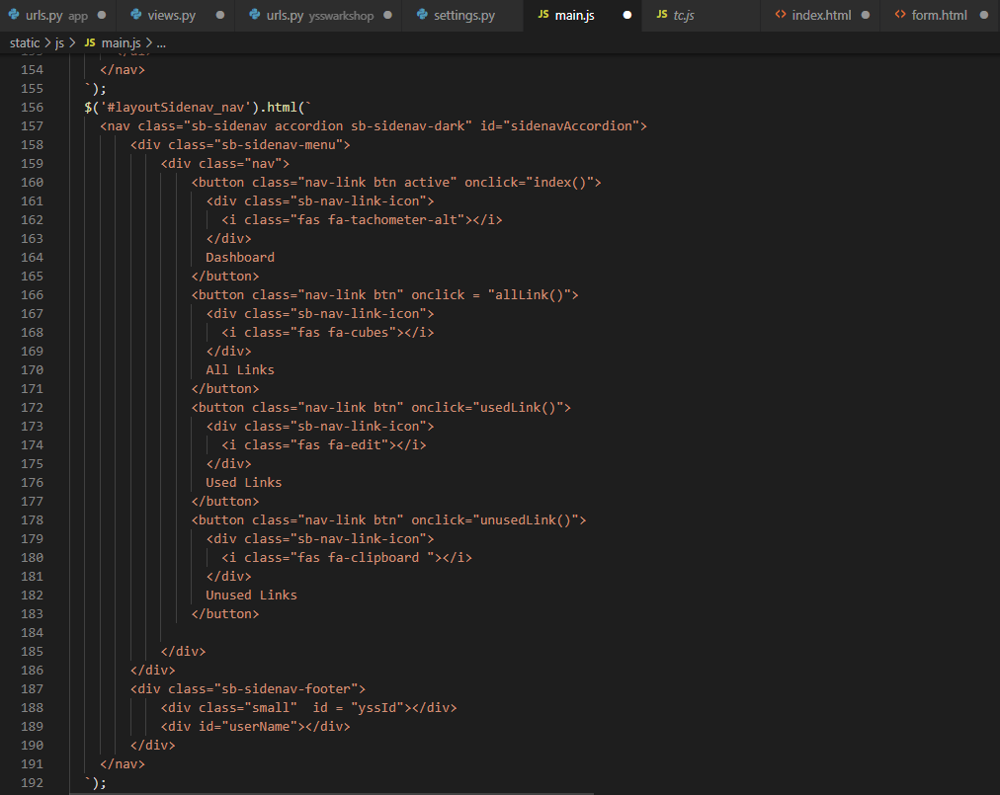 urls.py app
views.py
urls.py ysswarkshop
settings.py
JS main.js
JS tc.js
<> index.html
<> form.html
static > js > JS main.js > ...
154 </nav>
155 `);
156 $('#layoutSidenav_nav').html(`
157 <nav class="sb-sidenav accordion sb-sidenav-dark" id="sidenavAccordion">
158 <div class="sb-sidenav-menu">
159 <div class="nav">
160 <button class="nav-link btn active" onclick="index()">
161 <div class="sb-nav-link-icon">
162 <i class="fas fa-tachometer-alt"></i>
163 </div>
164 Dashboard
165 </button>
166 <button class="nav-link btn" onclick = "allLink()">
167 <div class="sb-nav-link-icon">
168 <i class="fas fa-cubes"></i>
169 </div>
170 All Links
171 </button>
172 <button class="nav-link btn" onclick="usedLink()">
173 <div class="sb-nav-link-icon">
174 <i class="fas fa-edit"></i>
175 </div>
176 Used Links
177 </button>
178 <button class="nav-link btn" onclick="unusedLink()">
179 <div class="sb-nav-link-icon">
180 <i class="fas fa-clipboard "></i>
181 </div>
182 Unused Links
183 </button>
184
185 </div>
186 </div>
187 <div class="sb-sidenav-footer">
188 <div class="small"  id = "yssId"></div>
189 <div id="userName"></div>
190 </div>
191 </nav>
192 `);